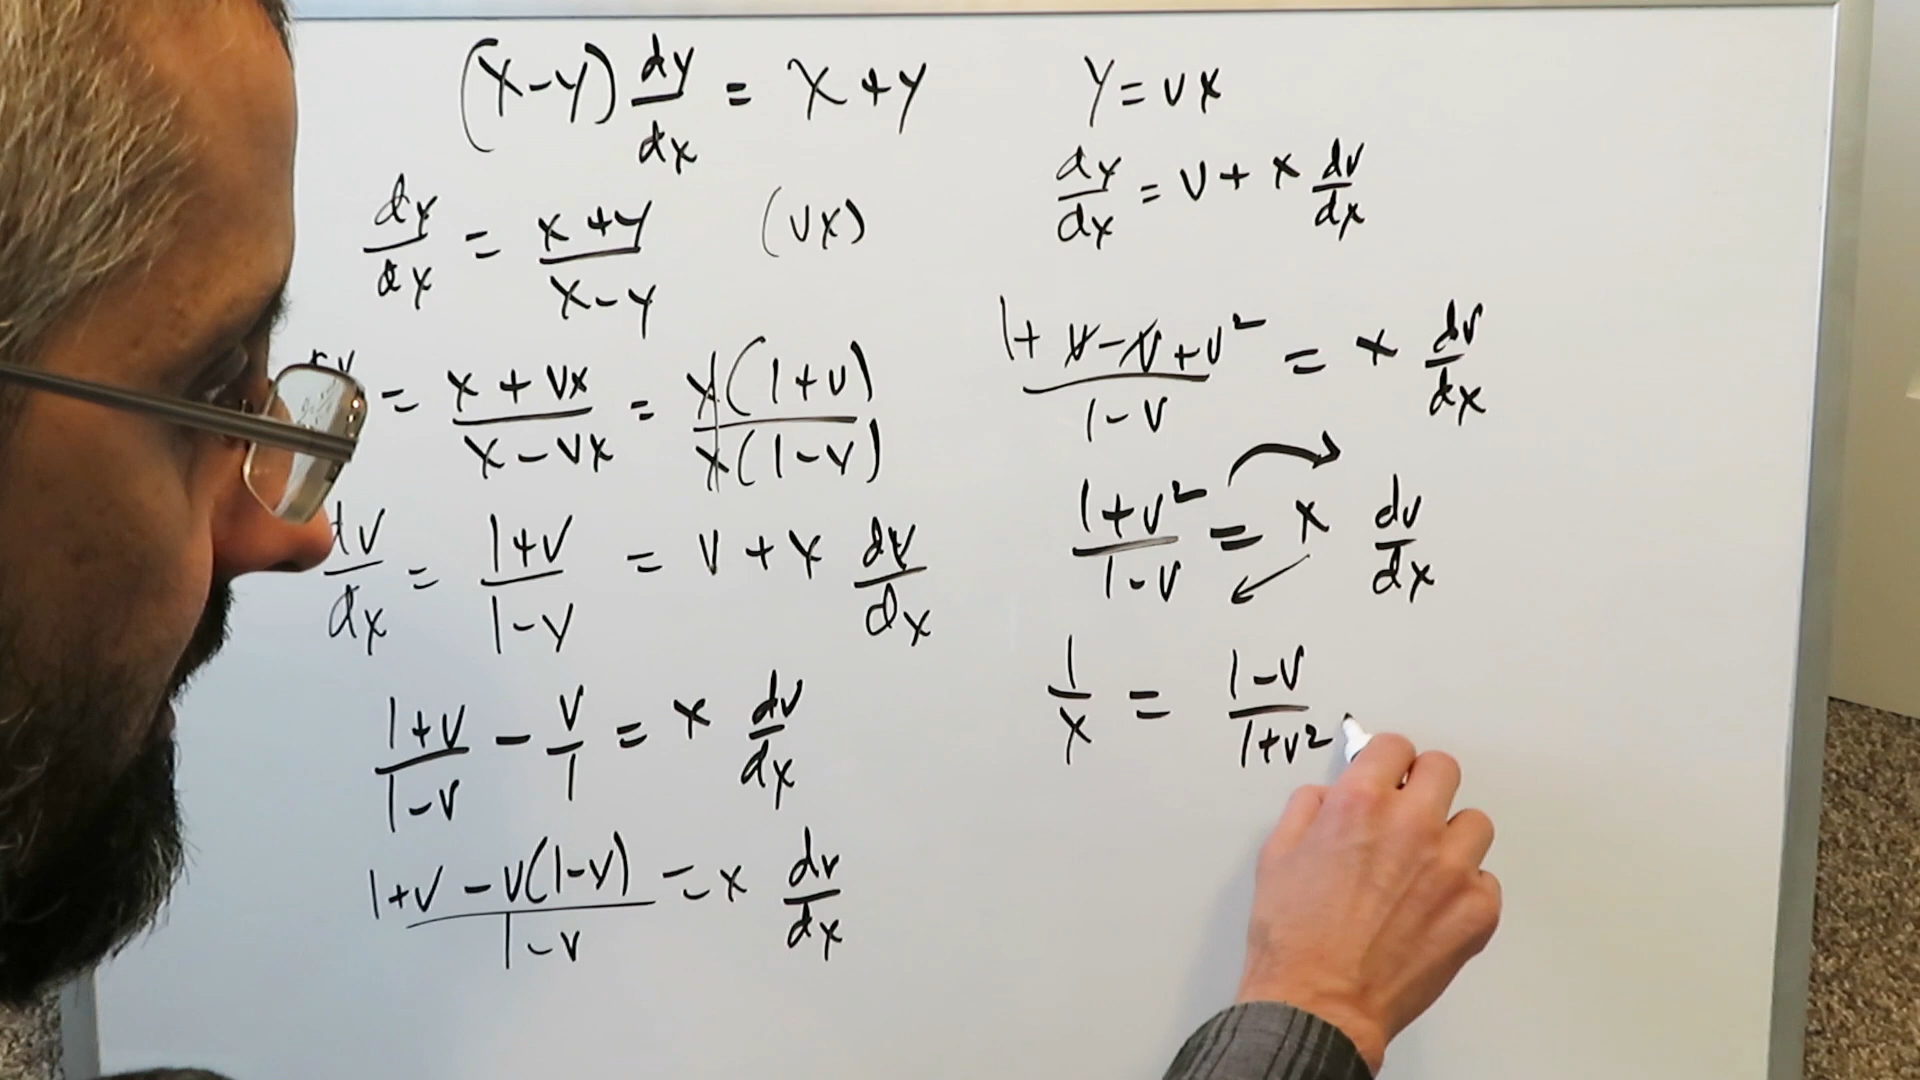 (x-y) dy/dx = x+y
dy/dx = x+y/x-y (vx)
= x+vx/x-vx = x(1+v)/x(1-v)
dv/dx = 1+v/1-v = v+x dv/dx
1+v/1-v - v/1 = x dv/dx
1+v-v(1-v)/1-v = x dv/dx
y=vx
dy/dx = v+x dv/dx
1+v-v+v²/1-v = x dv/dx
1+v²/1-v = x dv/dx
1/x = 1-v/1+v²